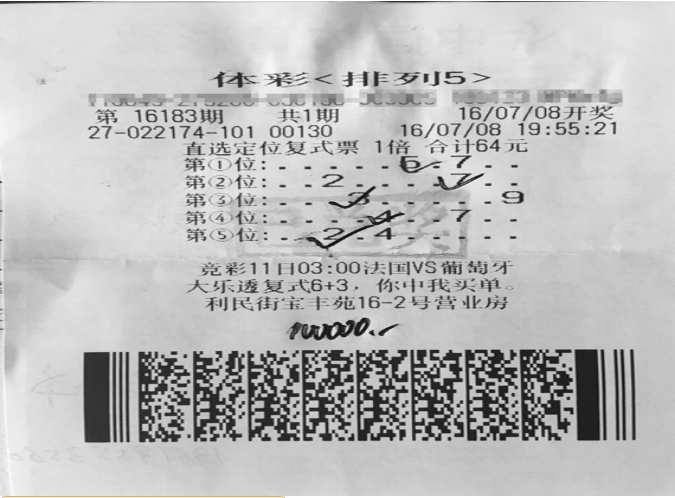 体彩<排列5>
第 16183期 共1期 16/07/08开奖
27-022174-101 00130 16/07/08 19:55:21
直选定位复式票 1倍 合计64元
第①位:.....5.7..
第②位:..2....7..
第③位:...3.....9
第④位:....4..7..
第⑤位:..2.4.....
竞彩11日03:00法国VS葡萄牙
大乐透复式6+3，你中我买单。
利民街宝丰苑16-2号营业房
100000.